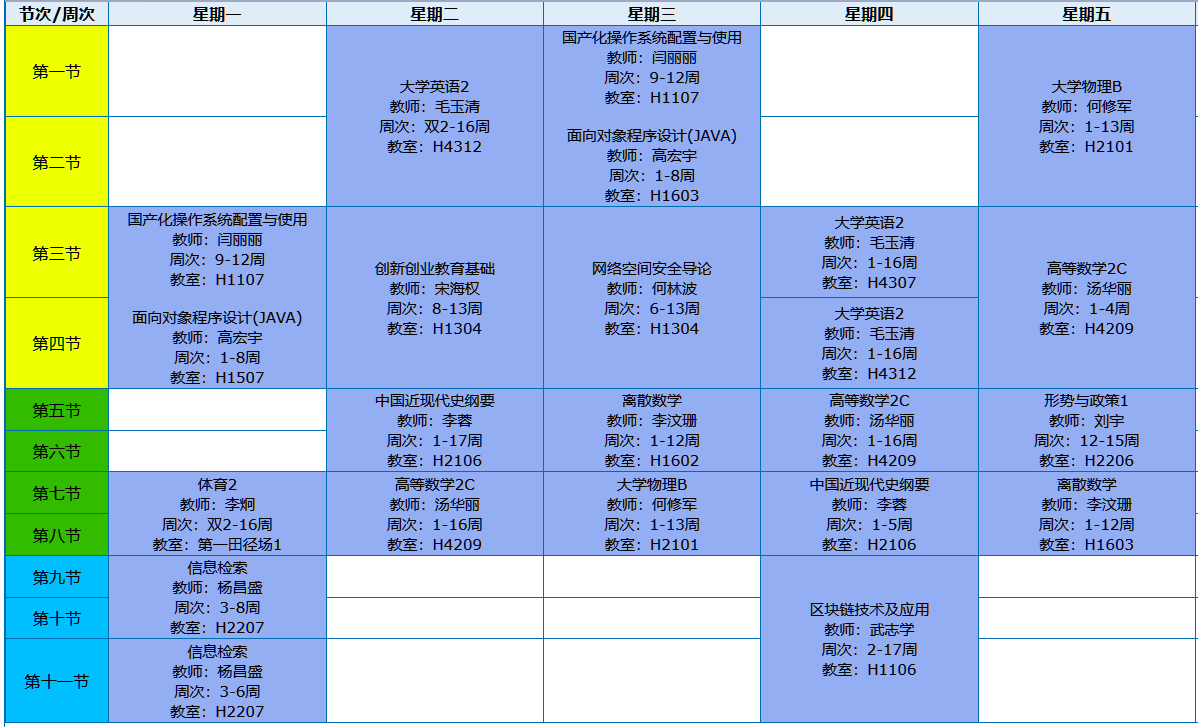 节次/周次
星期一
星期二
星期三
星期四
星期五
第一节
大学英语2
教师：毛玉清
周次：双2-16周
教室：H4312
国产化操作系统配置与使用
教师：闫丽丽
周次：9-12周
教室：H1107
面向对象程序设计(JAVA)
教师：高宏宇
周次：1-8周
教室：H1603
大学物理B
教师：何修军
周次：1-13周
教室：H2101
第二节
第三节
国产化操作系统配置与使用
教师：闫丽丽
周次：9-12周
教室：H1107
面向对象程序设计(JAVA)
教师：高宏宇
周次：1-8周
教室：H1507
创新创业教育基础
教师：宋海权
周次：8-13周
教室：H1304
网络空间安全导论
教师：何林波
周次：6-13周
教室：H1304
大学英语2
教师：毛玉清
周次：1-16周
教室：H4307
高等数学2C
教师：汤华丽
周次：1-4周
教室：H4209
第四节
大学英语2
教师：毛玉清
周次：1-16周
教室：H4312
第五节
中国近现代史纲要
教师：李蓉
周次：1-17周
教室：H2106
离散数学
教师：李汶珊
周次：1-12周
教室：H1602
高等数学2C
教师：汤华丽
周次：1-16周
教室：H4209
形势与政策1
教师：刘宇
周次：12-15周
教室：H2206
第六节
第七节
体育2
教师：李炯
周次：双2-16周
教室：第一田径场1
高等数学2C
教师：汤华丽
周次：1-16周
教室：H4209
大学物理B
教师：何修军
周次：1-13周
教室：H2101
中国近现代史纲要
教师：李蓉
周次：1-5周
教室：H2106
离散数学
教师：李汶珊
周次：1-12周
教室：H1603
第八节
第九节
信息检索
教师：杨昌盛
周次：3-8周
教室：H2207
区块链技术及应用
教师：武志学
周次：2-17周
教室：H1106
第十节
第十一节
信息检索
教师：杨昌盛
周次：3-6周
教室：H2207